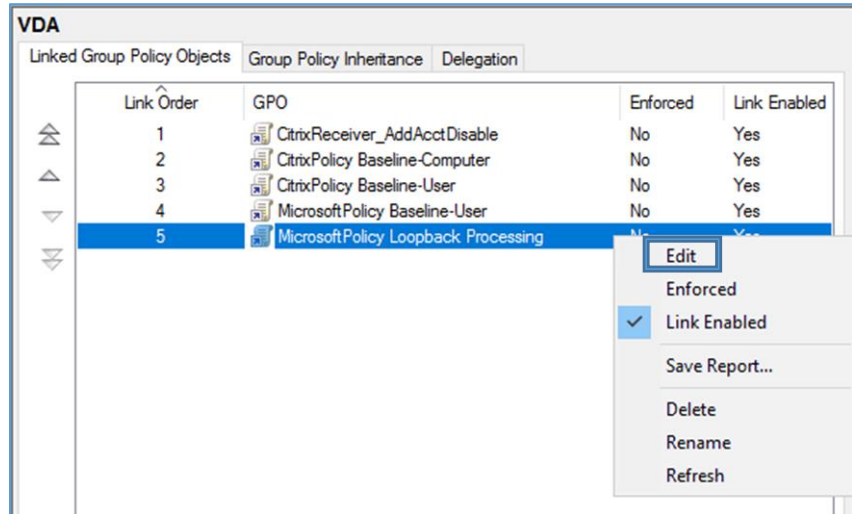 VDA
Linked Group Policy Objects Group Policy Inheritance Delegation
Link Order GPO Enforced Link Enabled
1 CitrixReceiver_AddAcctDisable No Yes
2 CitrixPolicy Baseline-Computer No Yes
3 CitrixPolicy Baseline-User No Yes
4 MicrosoftPolicy Baseline-User No Yes
5 MicrosoftPolicy Loopback Processing No Yes
Edit
Enforced
Link Enabled
Save Report...
Delete
Rename
Refresh